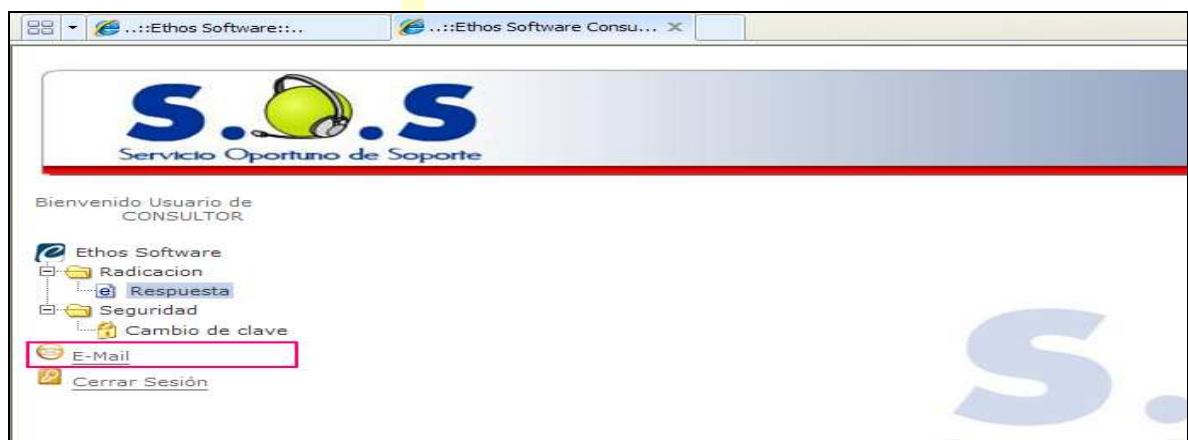 ..::Ethos Software::..
..::Ethos Software Consu...
S.O.S
Servicio Oportuno de Soporte
Bienvenido Usuario de
CONSULTOR
Ethos Software
Radicacion
Respuesta
Seguridad
Cambio de clave
E-Mail
Cerrar Sesión
S.